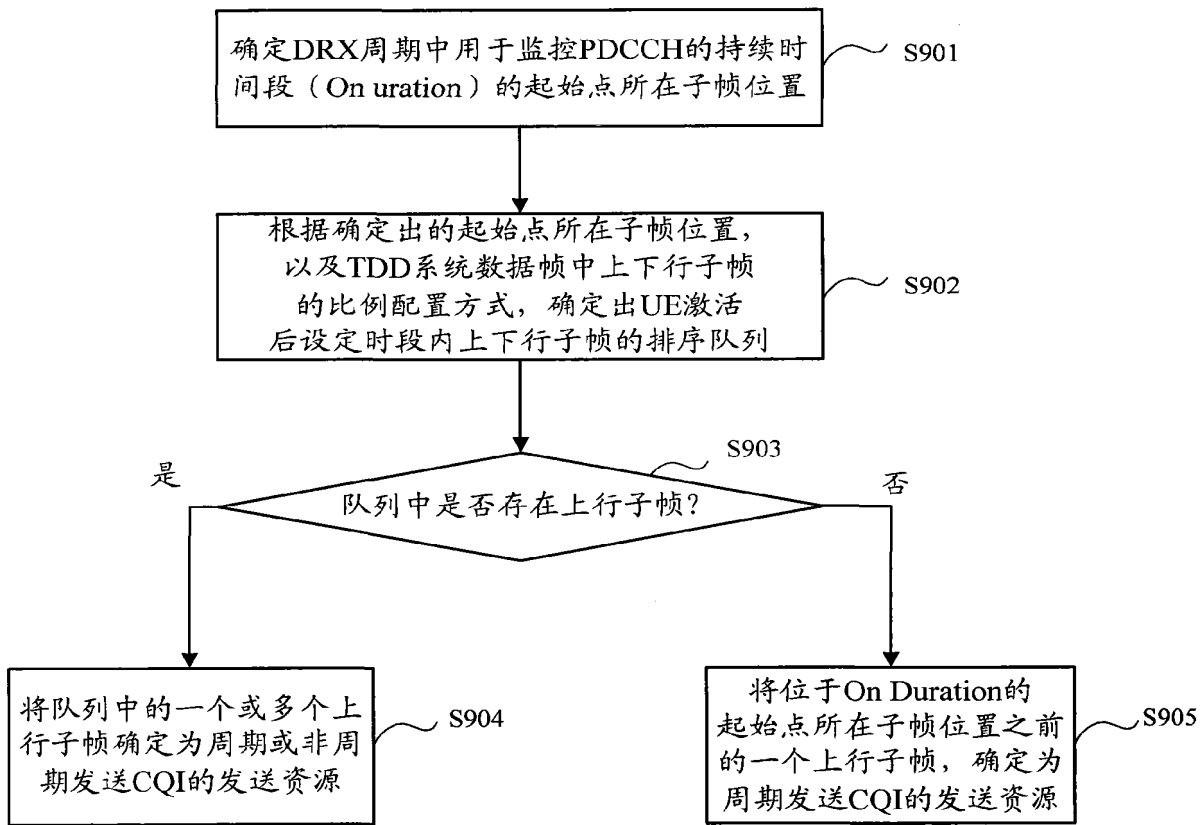 确定DRX周期中用于监控PDCCH的持续时
间段（On uration）的起始点所在子帧位置
S901
根据确定出的起始点所在子帧位置，
以及TDD系统数据帧中上下行子帧
的比例配置方式，确定出UE激活
后设定时段内上下行子帧的排序队列
S902
S903
是
队列中是否存在上行子帧？
否
将队列中的一个或多个上
行子帧确定为周期或非周
期发送CQI的发送资源
S904
将位于On Duration的
起始点所在子帧位置之前
的一个上行子帧，确定为
周期发送CQI的发送资源
S905